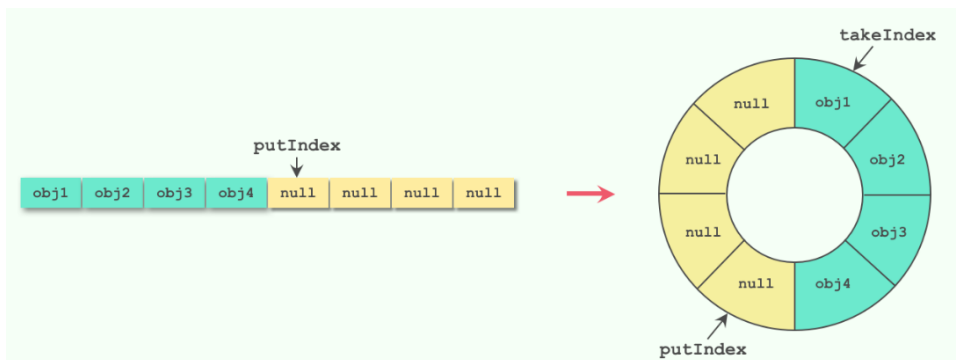 putIndex
obj1 obj2 obj3 obj4 null null null null
takeIndex
null obj1
null obj2
null obj3
null obj4
putIndex